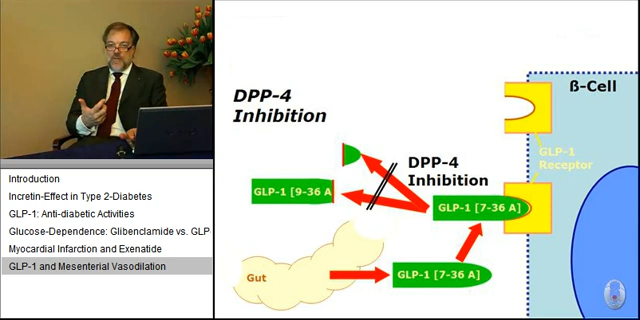 Introduction
Incretin-Effect in Type 2-Diabetes
GLP-1: Anti-diabetic Activities
Glucose-Dependence: Glibenclamide vs. GLP
Myocardial Infarction and Exenatide
GLP-1 and Mesenterial Vasodilation
DPP-4
Inhibition
ß-Cell
GLP-1
Receptor
DPP-4
Inhibition
GLP-1 [9-36 A]
GLP-1 [7-36 A]
Gut
GLP-1 [7-36 A]